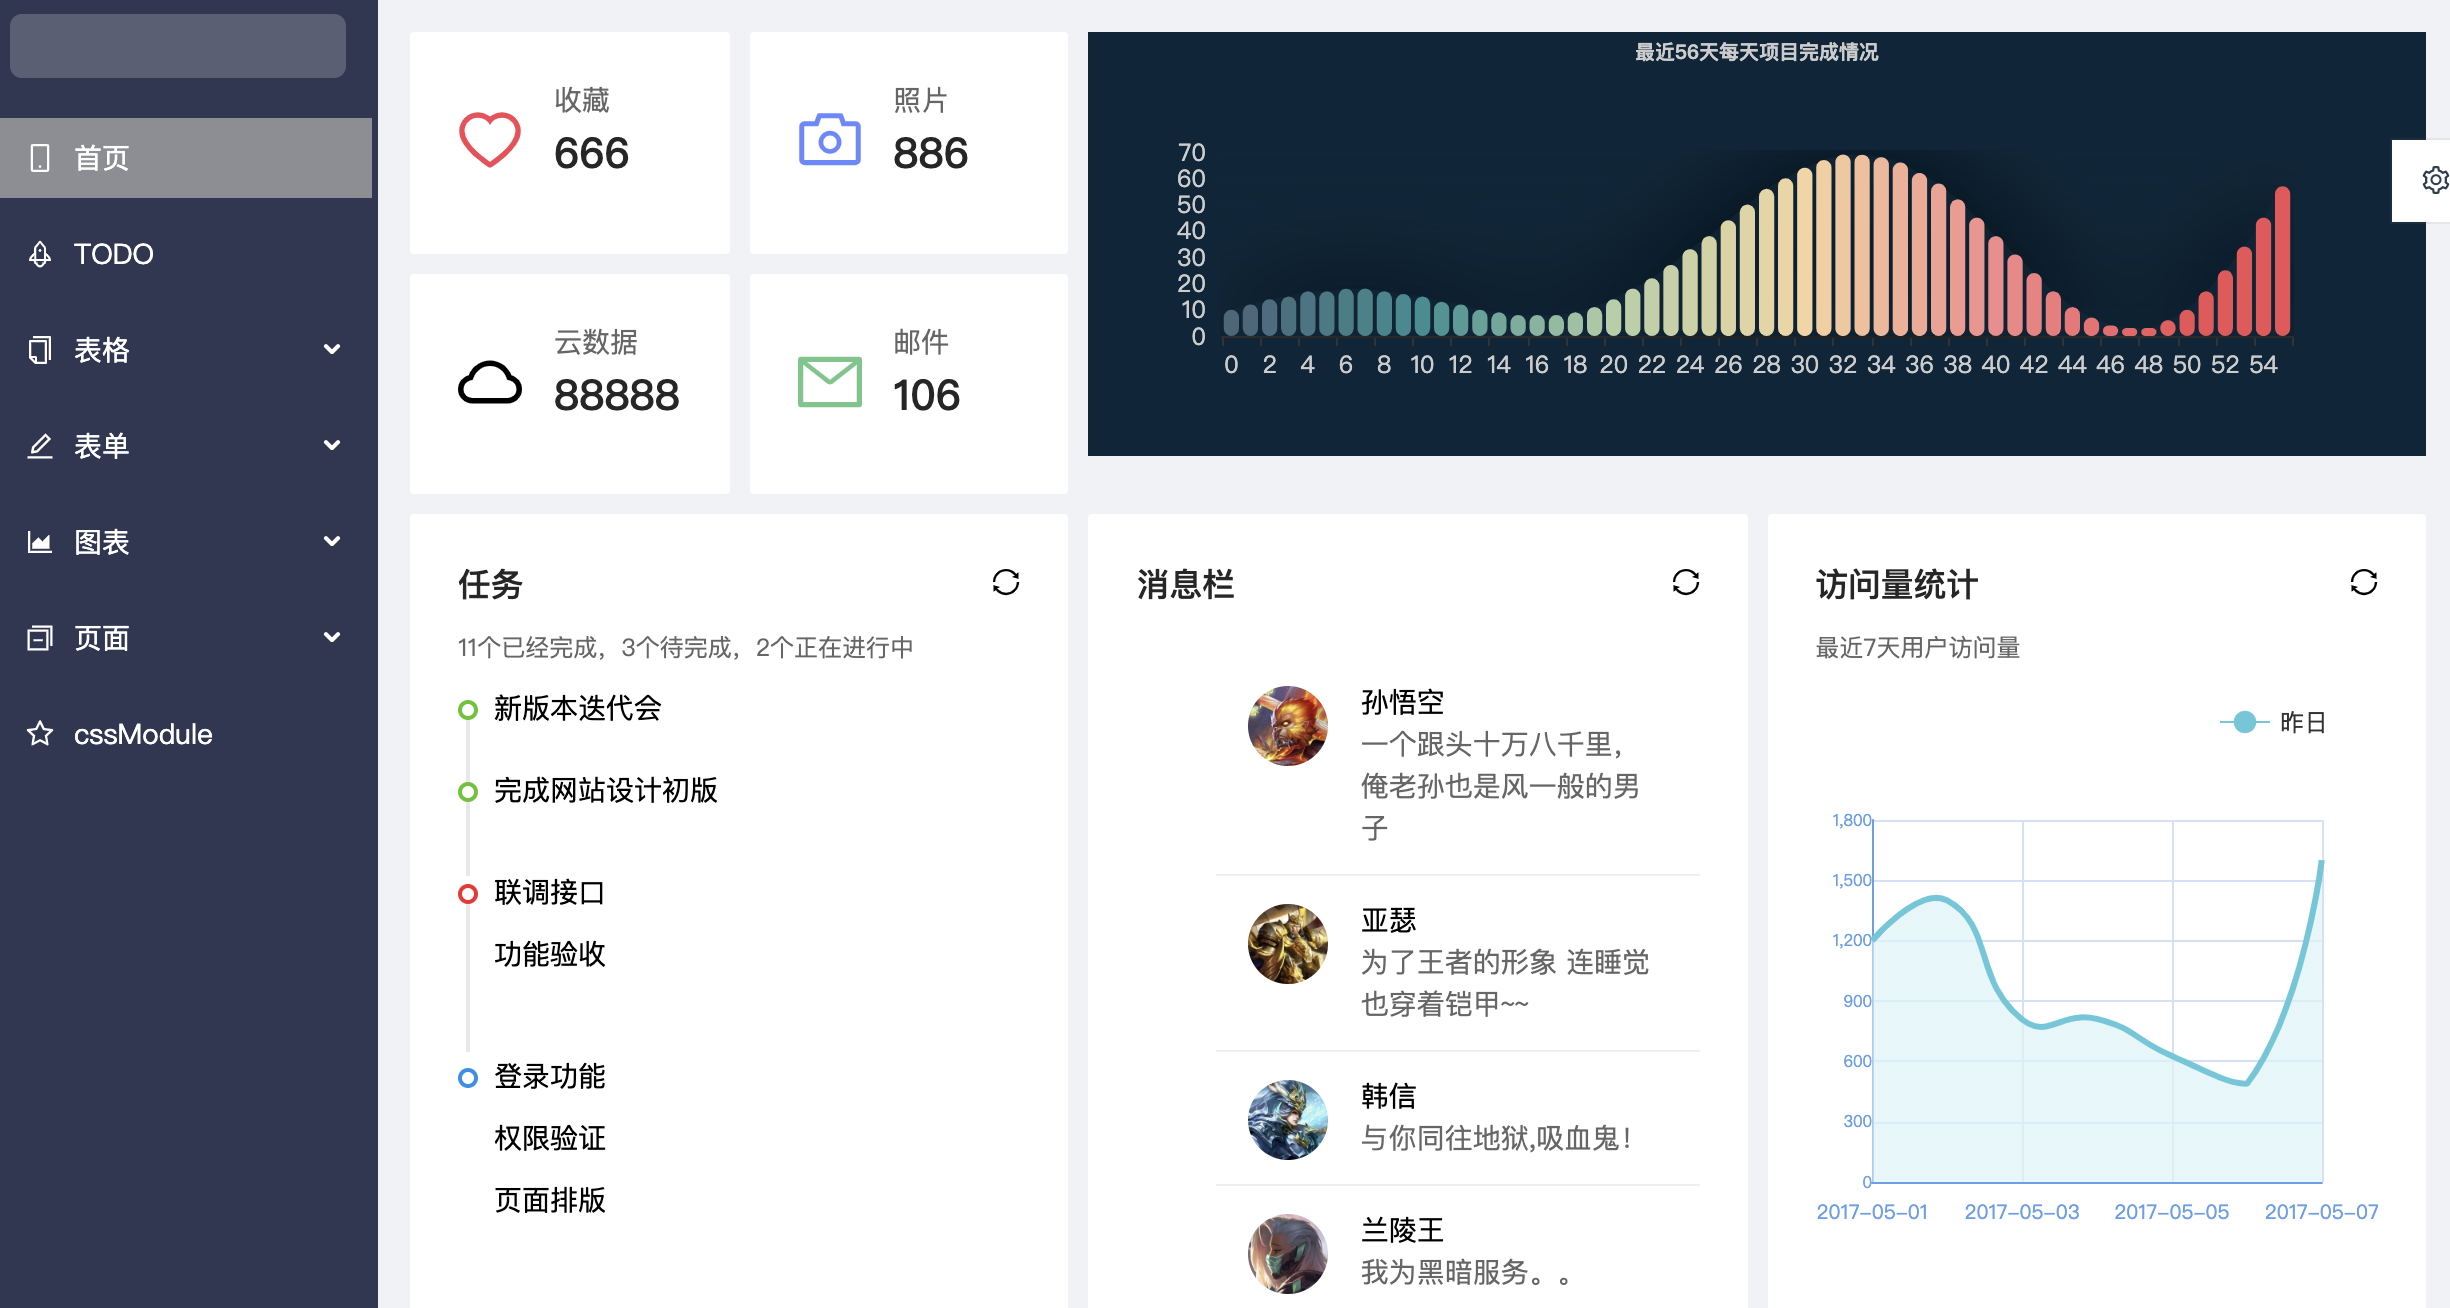 首页
TODO
表格
表单
图表
页面
cssModule
收藏
666
照片
886
云数据
88888
邮件
106
最近56天每天项目完成情况
70
60
50
40
30
20
10
0
0 2 4 6 8 10 12 14 16 18 20 22 24 26 28 30 32 34 36 38 40 42 44 46 48 50 52 54
任务
11个已经完成，3个待完成，2个正在进行中
新版本迭代会
完成网站设计初版
联调接口
功能验收
登录功能
权限验证
页面排版
消息栏
孙悟空
一个跟头十万八千里，
俺老孙也是风一般的男
子
亚瑟
为了王者的形象 连睡觉
也穿着铠甲~~
韩信
与你同往地狱,吸血鬼！
兰陵王
我为黑暗服务。。
访问量统计
最近7天用户访问量
昨日
1,800
1,500
1,200
900
600
300
0
2017-05-01 2017-05-03 2017-05-05 2017-05-07